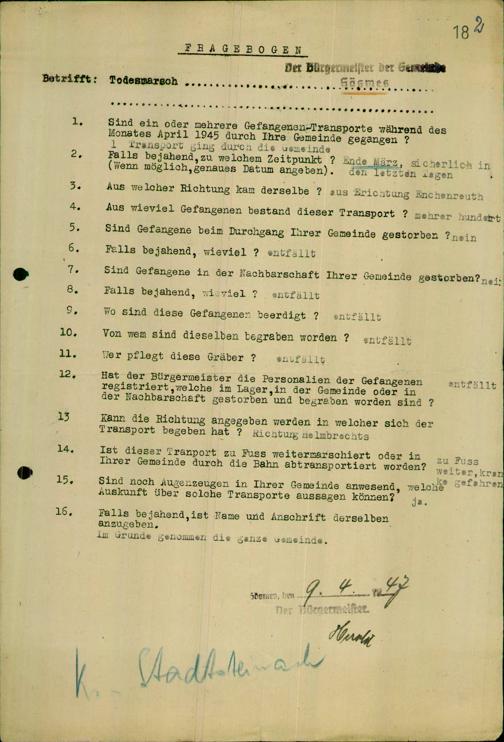 18 2
FRAGEBOGEN
Der Bürgermeister der Gemeinde
Betrifft: Todesmarsch
Gösmes
1. Sind ein oder mehrere Gefangenen-Transporte während des
Monates April 1945 durch Ihre Gemeinde gegangen ?
1 Transport ging durch die Gemeinde
2. Falls bejahend,zu welchem Zeitpunkt ? Ende März, sicherlich in
(Wenn möglich,genaues Datum angeben). den letzten Tagen
3. Aus welcher Richtung kam derselbe ? aus Erichtung Enchenreuth
4. Aus wieviel Gefangenen bestand dieser Transport ? mehrer hundert
5. Sind Gefangene beim Durchgang Ihrer Gemeinde gestorben ? nein
6. Falls bejahend, wieviel ? entfällt
7. Sind Gefangene in der Nachbarschaft Ihrer Gemeinde gestorben? nein
8. Falls bejahend, wieviel ? entfällt
9. Wo sind diese Gefangenen beerdigt ? entfällt
10. Von wem sind dieselben begraben worden ? entfällt
11. Wer pflegt diese Gräber ? entfällt
12. Hat der Bürgermeister die Personalien der Gefangenen entfällt
registriert,welche im Lager,in der Gemeinde oder in
der Nachbarschaft gestorben und begraben worden sind ?
13 Kann die Richtung angegeben werden in welcher sich der
Transport begeben hat ? Richtung Helmbrechts
14. Ist dieser Tranport zu Fuss weitermarschiert oder in
Ihrer Gemeinde durch die Bahn abtransportiert worden? zu Fuss
weiter,kran
ke gefahren
15. Sind noch Augenzeugen in Ihrer Gemeinde anwesend, welche
Auskunft über solche Transporte aussagen können? ja.
16. Falls bejahend,ist Name und Anschrift derselben
anzugeben.
Im Grunde genommen die ganze Gemeinde.
Gösmes, den 9. 4. 1947
Der Bürgermeister.
Herold
K.. Stadtsteinach